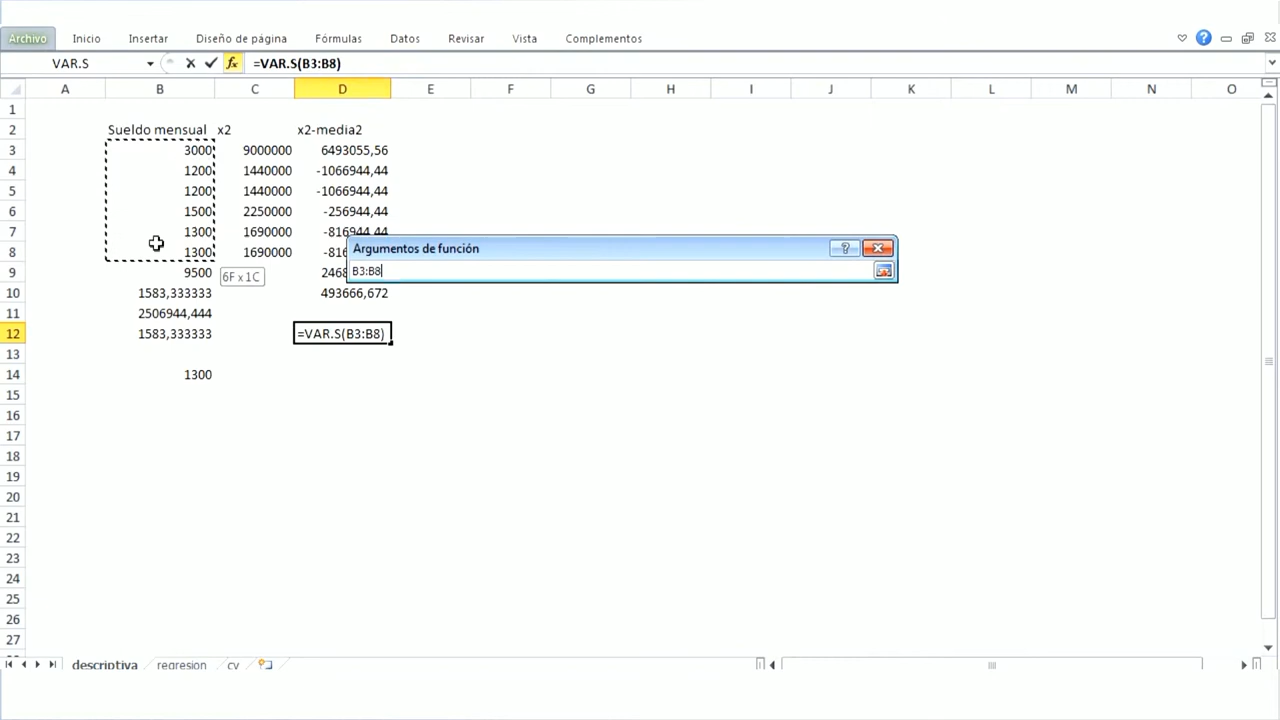 Archivo Inicio Insertar Diseño de página Fórmulas Datos Revisar Vista Complementos
VAR.S =VAR.S(B3:B8)
A B C D E F G H I J K L M N O
1
2 Sueldo mensual x2 x2-media2
3 3000 9000000 6493055,56
4 1200 1440000 -1066944,44
5 1200 1440000 -1066944,44
6 1500 2250000 -256944,44
7 1300 1690000 -816944,44
8 1300 1690000 -816
Argumentos de función
B3:B8
9 9500 6F x 1C 2468
10 1583,333333 493666,672
11 2506944,444
12 1583,333333 =VAR.S(B3:B8)
13
14 1300
15
16
17
18
19
20
21
22
23
24
25
26
27
descriptiva regresion cv